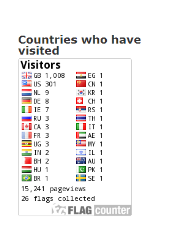 Countries who have
visited
Visitors
GB 1,008 EG 1
US 301 CN 1
NL 9 KR 1
DE 8 CH 1
IE 7 RS 1
RU 3 TH 1
CA 3 IT 1
FR 3 AE 1
UG 3 MY 1
IN 2 IL 1
BH 2 AU 1
HU 1 PK 1
BR 1 SE 1
15,241 pageviews
26 flags collected
FLAG counter